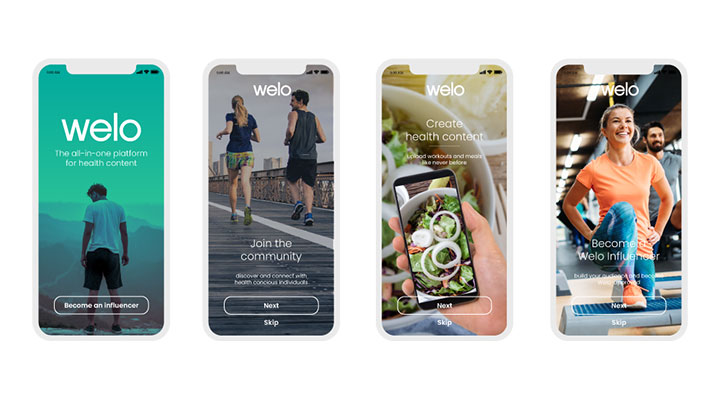 welo
The all-in-one platform
for health content
Become an influencer
welo
Join the
community
discover and connect with
health concious individuals
Next
Skip
welo
Create
health content
Upload workouts and meals
like never before
Next
Skip
welo
Become
Welo Influencer
build your audience and become
Next
Skip